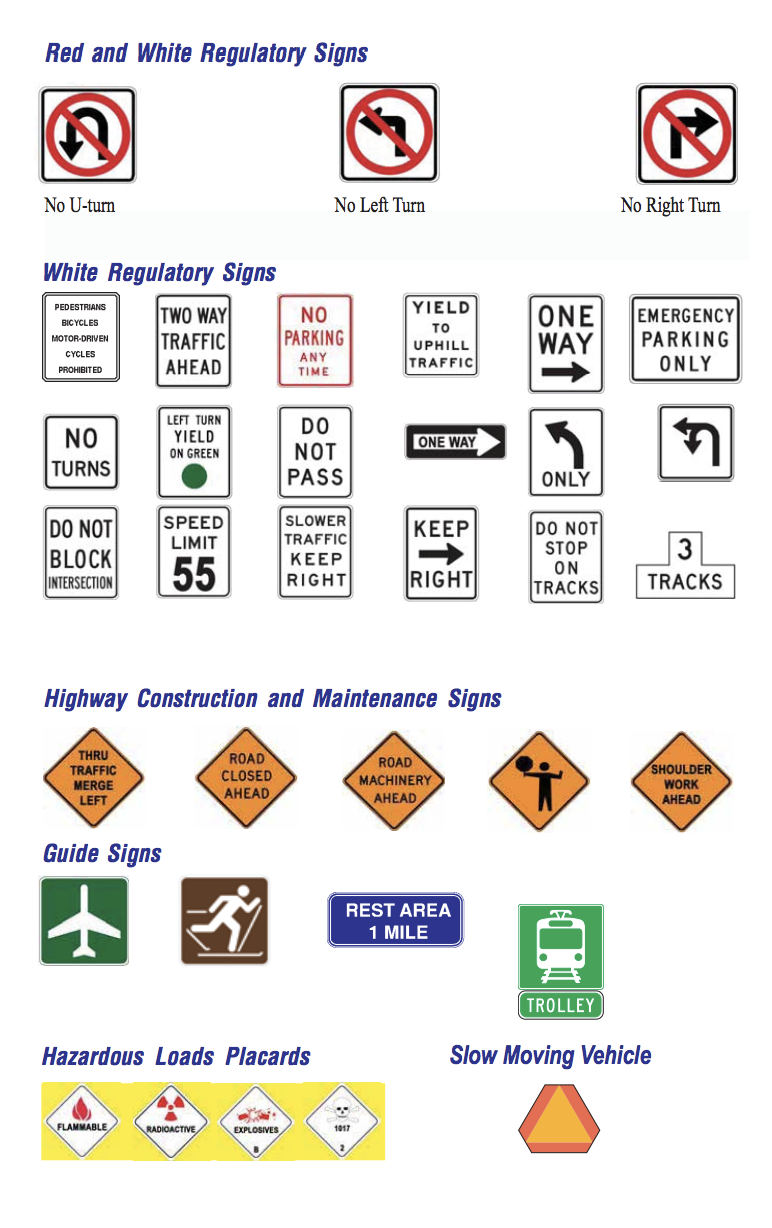 Red and White Regulatory Signs
No U-turn
No Left Turn
No Right Turn
White Regulatory Signs
PEDESTRIANS
BICYCLES
MOTOR-DRIVEN
CYCLES
PROHIBITED
TWO WAY
TRAFFIC
AHEAD
NO
PARKING
ANY
TIME
YIELD
TO
UPHILL
TRAFFIC
ONE
WAY
EMERGENCY
PARKING
ONLY
NO
TURNS
LEFT TURN
YIELD
ON GREEN
DO
NOT
PASS
ONE WAY
ONLY
DO NOT
BLOCK
INTERSECTION
SPEED
LIMIT
55
SLOWER
TRAFFIC
KEEP
RIGHT
KEEP
RIGHT
DO NOT
STOP
ON
TRACKS
3
TRACKS
Highway Construction and Maintenance Signs
THRU
TRAFFIC
MERGE
LEFT
ROAD
CLOSED
AHEAD
ROAD
MACHINERY
AHEAD
SHOULDER
WORK
AHEAD
Guide Signs
REST AREA
1 MILE
TROLLEY
Hazardous Loads Placards
FLAMMABLE
RADIOACTIVE
EXPLOSIVES
B
1017
2
Slow Moving Vehicle